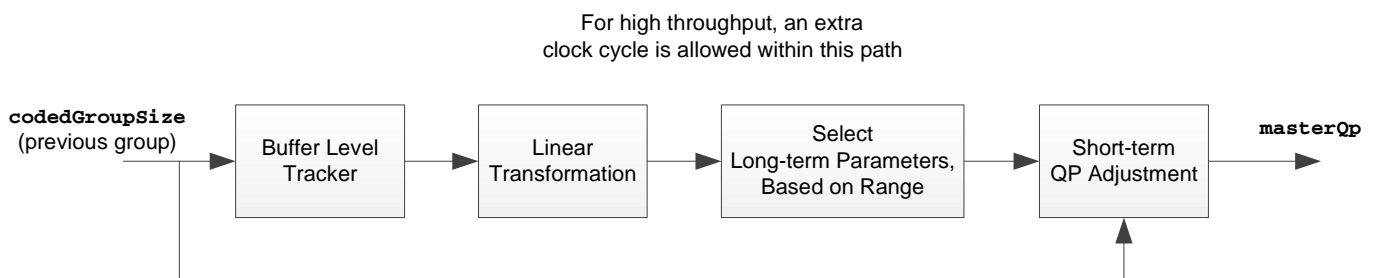 For high throughput, an extra
clock cycle is allowed within this path
codedGroupSize
(previous group)
Buffer Level
Tracker
Linear
Transformation
Select
Long-term Parameters,
Based on Range
Short-term
QP Adjustment
masterQp